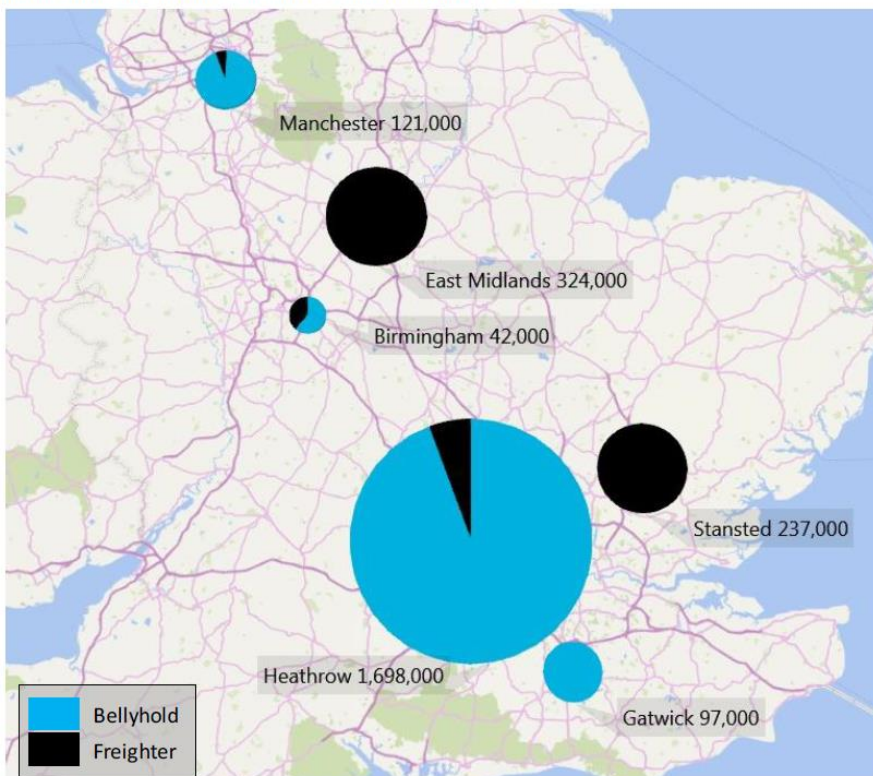 Manchester 121,000
East Midlands 324,000
Birmingham 42,000
Stansted 237,000
Heathrow 1,698,000
Gatwick 97,000
Bellyhold
Freighter